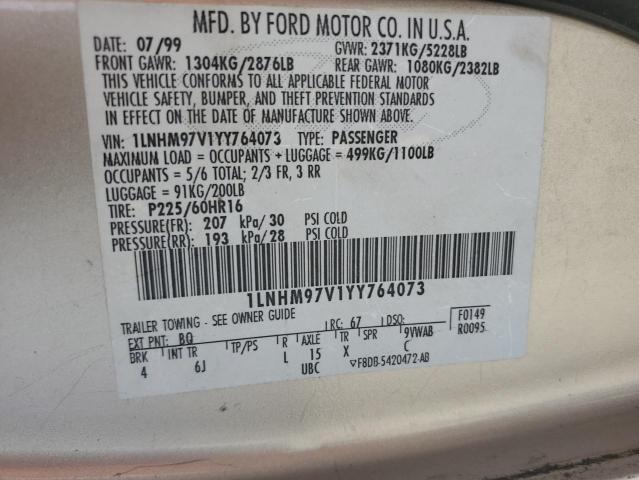 MFD. BY FORD MOTOR CO. IN U.S.A.
DATE: 07/99 GVWR: 2371KG/5228LB
FRONT GAWR: 1304KG/2876LB REAR GAWR: 1080KG/2382LB
THIS VEHICLE CONFORMS TO ALL APPLICABLE FEDERAL MOTOR
VEHICLE SAFETY, BUMPER, AND THEFT PREVENTION STANDARDS
IN EFFECT ON THE DATE OF MANUFACTURE SHOWN ABOVE.
VIN: 1LNHM97V1YY764073 TYPE: PASSENGER
MAXIMUM LOAD = OCCUPANTS + LUGGAGE = 499KG/1100LB
OCCUPANTS = 5/6 TOTAL; 2/3 FR, 3 RR
LUGGAGE = 91KG/200LB
TIRE: P225/60HR16
PRESSURE(FR): 207 kPa/30 PSI COLD
PRESSURE(RR): 193 kPa/28 PSI COLD
1LNHM97V1YY764073
TRAILER TOWING - SEE OWNER GUIDE
EXT PNT: BQ RC: 67 DSO: F0149
BRK INT TR TP/PS R AXLE TR SPR 9VWAB R0095
4 6J L 15 X C
UBC F8DB-5420472-AB